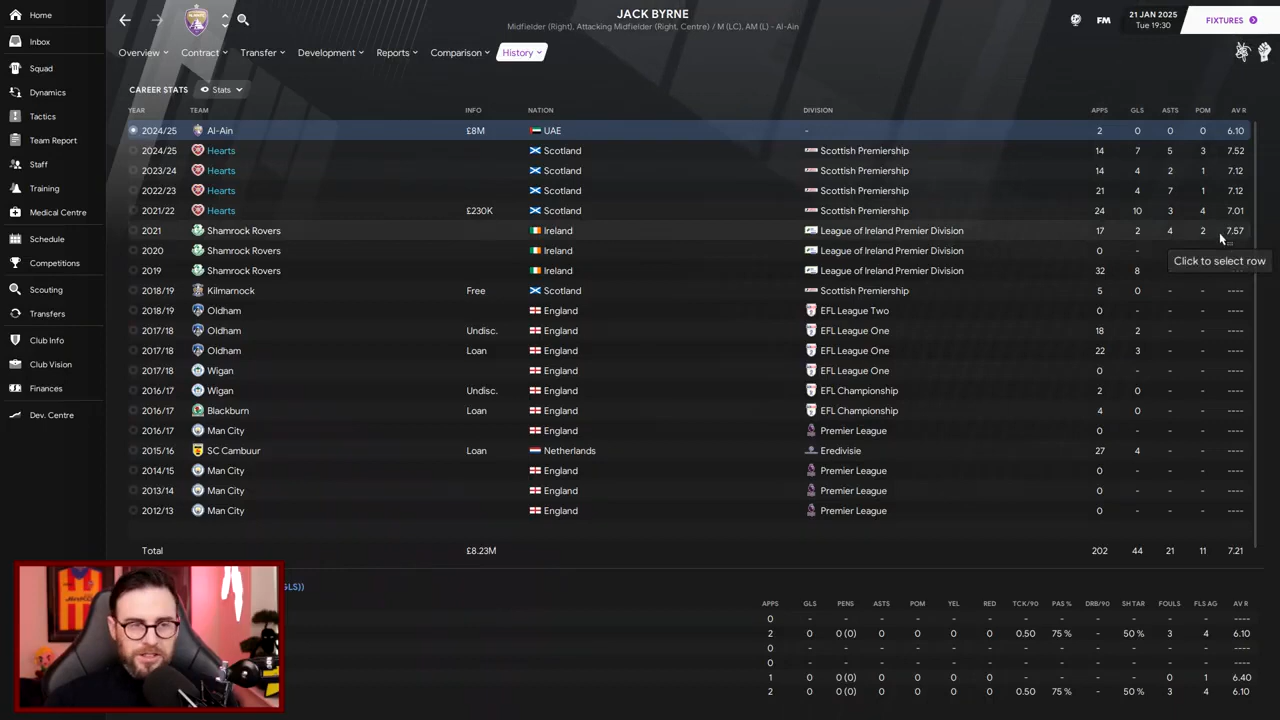 Home
Inbox
Squad
Dynamics
Tactics
Team Report
Staff
Training
Medical Centre
Schedule
Competitions
Scouting
Transfers
Club Info
Club Vision
Finances
Dev. Centre
JACK BYRNE
Midfielder (Right), Attacking Midfielder (Right, Centre) / M (LC), AM (L) - Al-Ain
FM
21 JAN 2025
Tue 19:30
FIXTURES
Overview Contract Transfer Development Reports Comparison History
CAREER STATS Stats
YEAR TEAM INFO NATION DIVISION APPS GLS ASTS POM AV R
2024/25 Al-Ain £8M UAE - 2 0 0 0 6.10
2024/25 Hearts Scotland Scottish Premiership 14 7 5 3 7.52
2023/24 Hearts Scotland Scottish Premiership 14 4 2 1 7.12
2022/23 Hearts Scotland Scottish Premiership 21 4 7 1 7.12
2021/22 Hearts £230K Scotland Scottish Premiership 24 10 3 4 7.01
2021 Shamrock Rovers Ireland League of Ireland Premier Division 17 2 4 2 7.57
2020 Shamrock Rovers Ireland League of Ireland Premier Division 0 -
2019 Shamrock Rovers Ireland League of Ireland Premier Division 32 8
Click to select row
2018/19 Kilmarnock Free Scotland Scottish Premiership 5 0 - - ----
2018/19 Oldham England EFL League Two 0 - - - ----
2017/18 Oldham Undisc. England EFL League One 18 2 - - ----
2017/18 Oldham Loan England EFL League One 22 3 - - ----
2017/18 Wigan England EFL League One 0 - - - ----
2016/17 Wigan Undisc. England EFL Championship 2 0 - - ----
2016/17 Blackburn Loan England EFL Championship 4 0 - - ----
2016/17 Man City England Premier League 0 - - - ----
2015/16 SC Cambuur Loan Netherlands Eredivisie 27 4 - - ----
2014/15 Man City England Premier League 0 - - - ----
2013/14 Man City England Premier League 0 - - - ----
2012/13 Man City England Premier League 0 - - - ----
Total £8.23M 202 44 21 11 7.21
GLS))
APPS GLS PENS ASTS POM YEL RED TCK/90 PAS % DRB/90 SH TAR FOULS FLS AG AV R
0 - - - - - - - - - - - - ----
2 0 0 (0) 0 0 0 0 0.50 75 % - 50 % 3 4 6.10
0 - - - - - - - - - - - - ----
0 - - - - - - - - - - - - ----
1 0 0 (0) 0 0 0 0 - - - - 0 1 6.40
2 0 0 (0) 0 0 0 0 0.50 75 % - 50 % 3 4 6.10